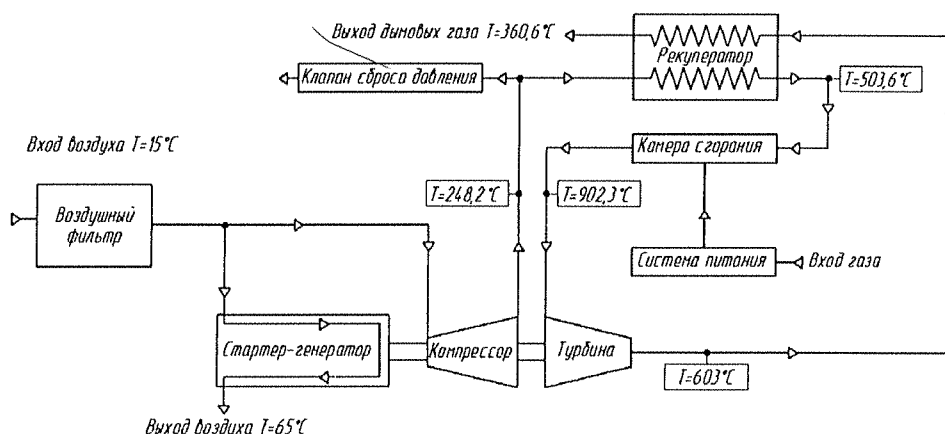 Выход дымовых газа T=360,6°С
Рекуператор
Клапан сброса давления
T=503,6°С
Вход воздуха T=15°С
Камера сгорания
T=248,2°С
T=902,3°С
Воздушный
фильтр
Система питания
Вход газа
Стартер-генератор
Компрессор
Турбина
T=603°С
Выход воздиха T=65°С